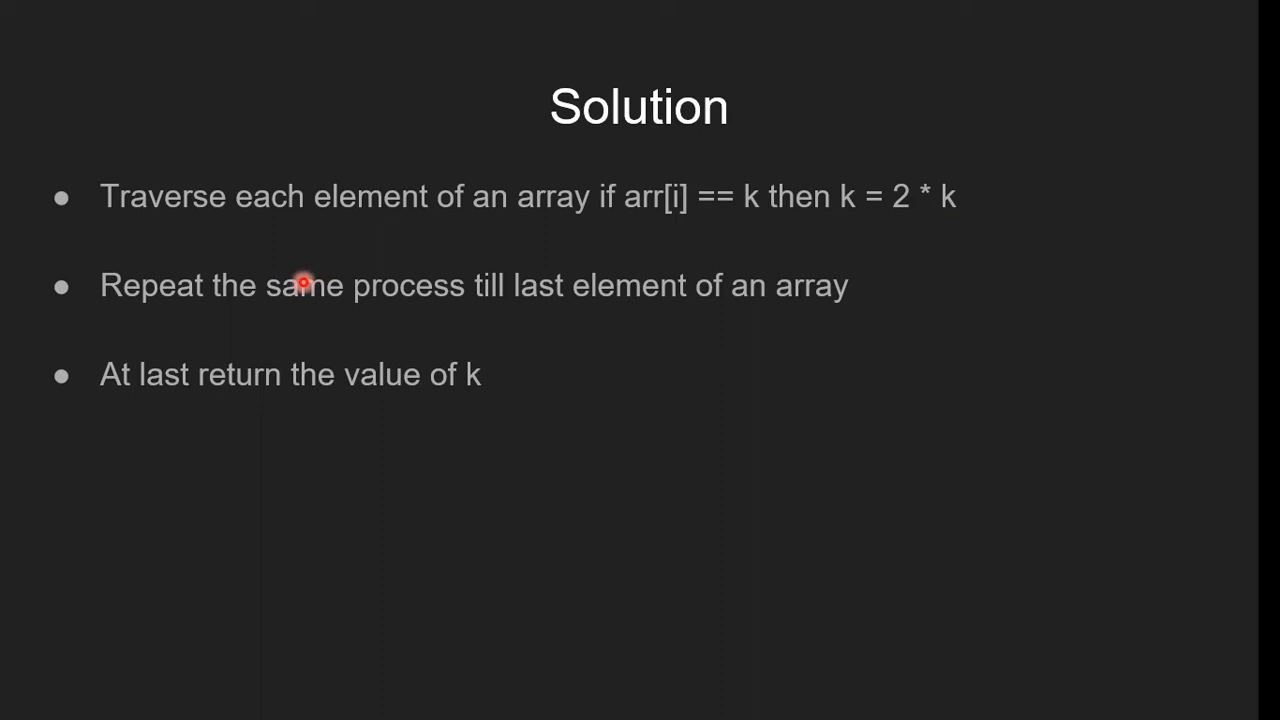 Solution
● Traverse each element of an array if arr[i] == k then k = 2 * k
● Repeat the same process till last element of an array
● At last return the value of k